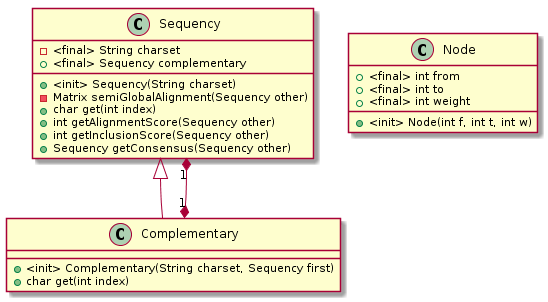 C Sequency
<final> String charset
<final> Sequency complementary
<init> Sequency(String charset)
Matrix semiGlobalAlignment(Sequency other)
char get(int index)
int getAlignmentScore(Sequency other)
int getInclusionScore(Sequency other)
Sequency getConsensus(Sequency other)
C Node
<final> int from
<final> int to
<final> int weight
<init> Node(int f, int t, int w)
1
1
C Complementary
<init> Complementary(String charset, Sequency first)
char get(int index)